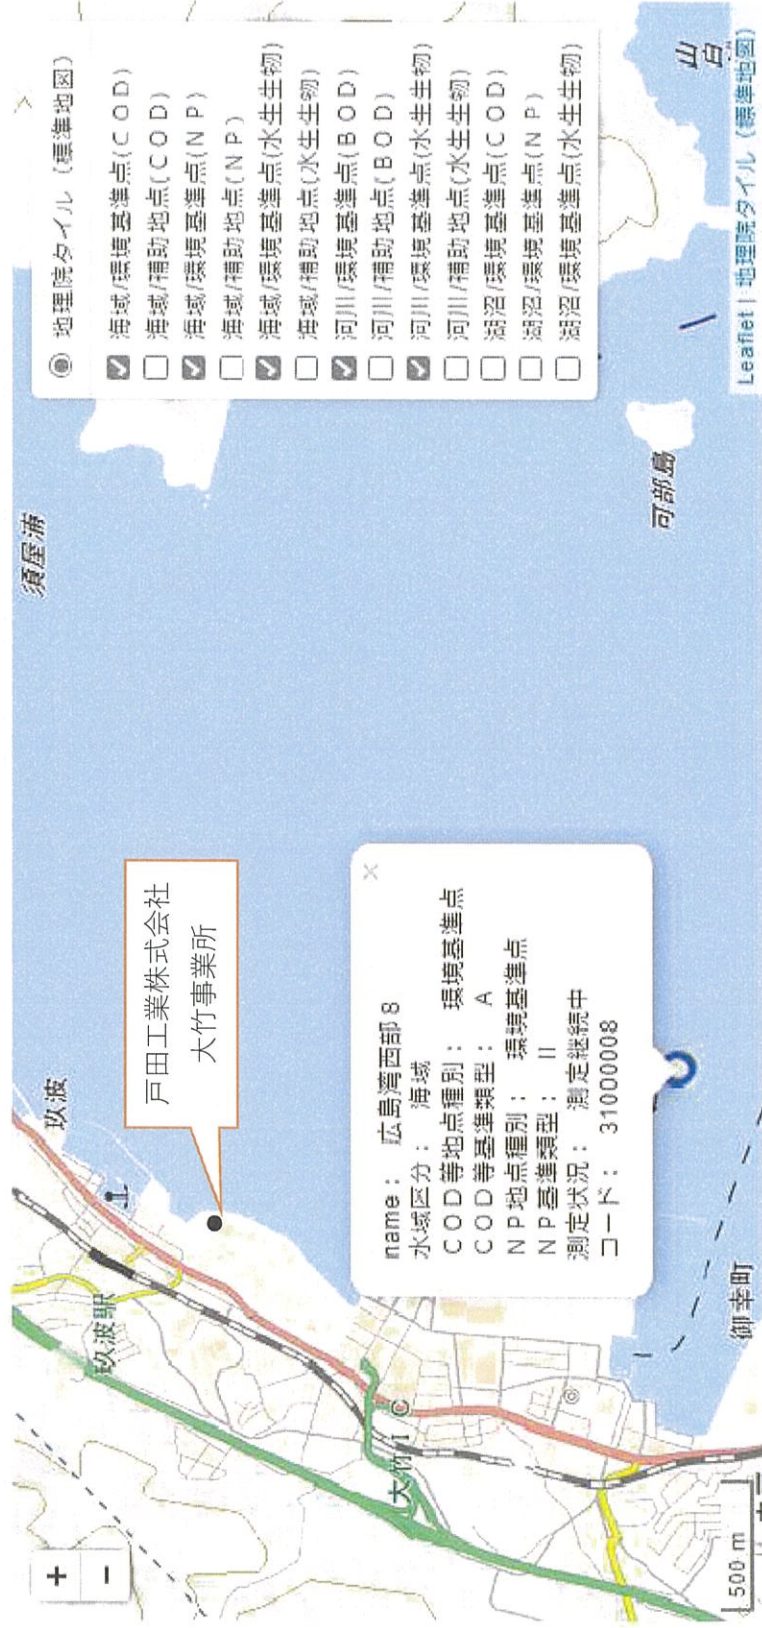 +
−
玖波
須屋浦
玖波駅
戸田工業株式会社
大竹事業所
大竹IC
name： 広島湾西部8
水域区分： 海域
COD等地点種別： 環境基準点
COD等基準類型： A
NP地点種別： 環境基準点
NP基準類型： II
測定状況： 測定継続中
コード： 31000008
×
御幸町
可部島
500 m
地理院タイル (標準地図)
海域/環境基準点(COD)
海域/補助地点(COD)
海域/環境基準点(NP)
海域/補助地点(NP)
海域/環境基準点(水生生物)
海域/補助地点(水生生物)
河川/環境基準点(BOD)
河川/補助地点(BOD)
河川/環境基準点(水生生物)
河川/補助地点(水生生物)
湖沼/環境基準点(COD)
湖沼/環境基準点(NP)
湖沼/環境基準点(水生生物)
Leaflet | 地理院タイル (標準地図)